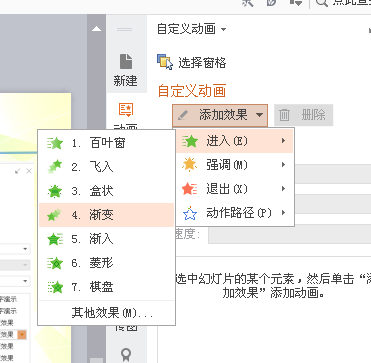 点此查找
自定义动画
选择窗格
新建
自定义动画
动画
添加效果
删除
进入(E)
强调(M)
退出(X)
动作路径(P)
速度:
1. 百叶窗
2. 飞入
3. 盒状
4. 渐变
5. 渐入
6. 菱形
7. 棋盘
其他效果(M)...
选中幻灯片的某个元素，然后单击“添
加效果”添加动画。